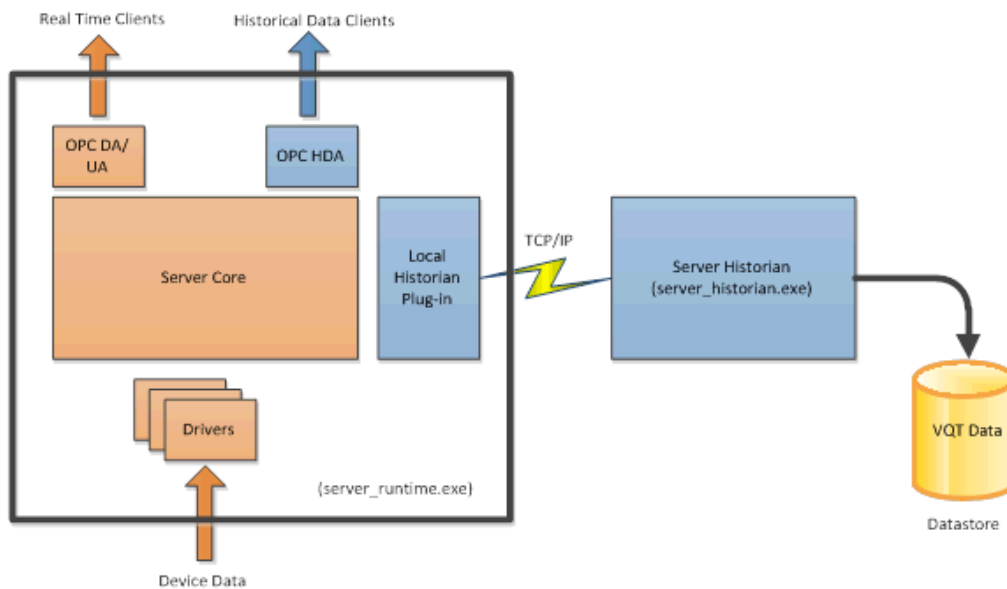 Real Time Clients
Historical Data Clients
OPC DA/
UA
OPC HDA
Server Core
Local
Historian
Plug-in
TCP/IP
Server Historian
(server_historian.exe)
VQT Data
Datastore
Drivers
(server_runtime.exe)
Device Data